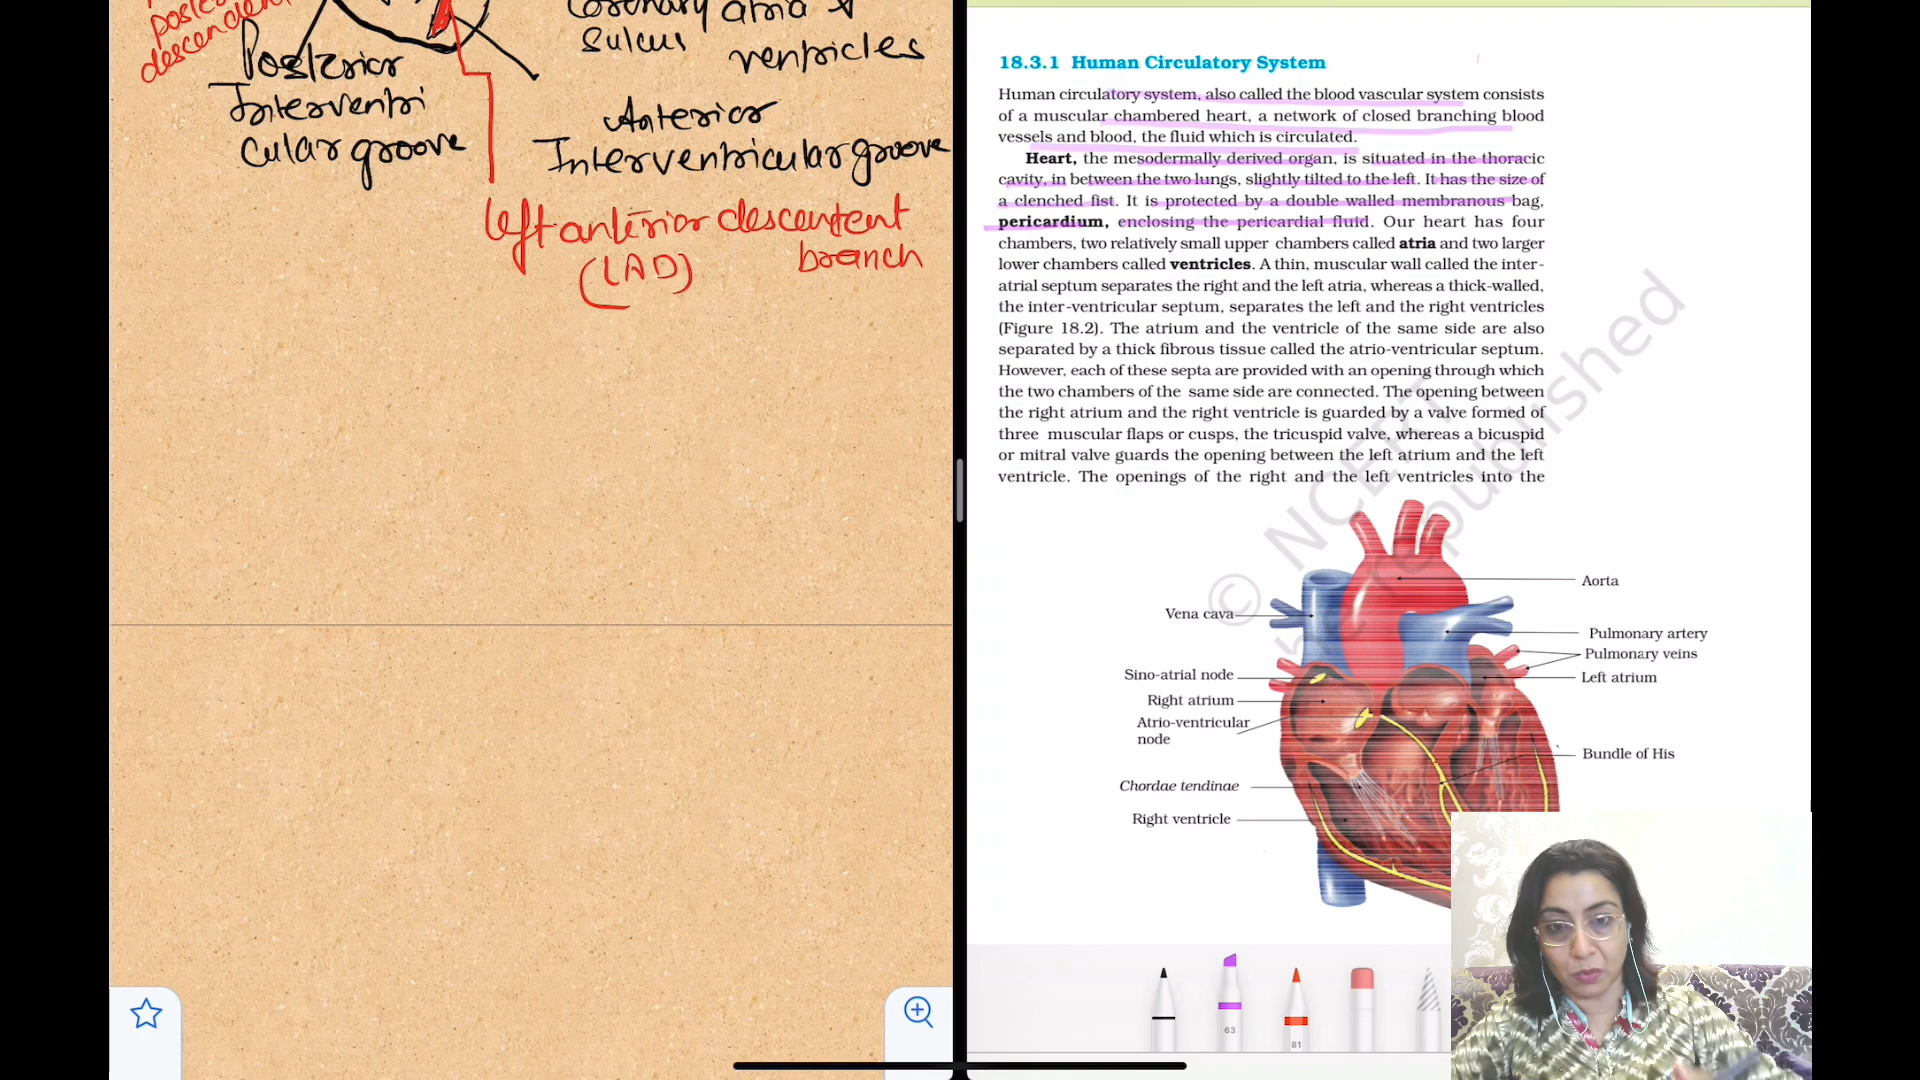 posterior
descendent
Posterior
Interventri
cular groove
Coronary
Sulcus
atria &
ventricles
Anterior
Interventricular groove
left anterior descentent
branch
(LAD)
18.3.1 Human Circulatory System
Human circulatory system, also called the blood vascular system consists
of a muscular chambered heart, a network of closed branching blood
vessels and blood, the fluid which is circulated.
Heart, the mesodermally derived organ, is situated in the thoracic
cavity, in between the two lungs, slightly tilted to the left. It has the size of
a clenched fist. It is protected by a double walled membranous bag,
pericardium, enclosing the pericardial fluid. Our heart has four
chambers, two relatively small upper chambers called atria and two larger
lower chambers called ventricles. A thin, muscular wall called the inter-
atrial septum separates the right and the left atria, whereas a thick-walled,
the inter-ventricular septum, separates the left and the right ventricles
(Figure 18.2). The atrium and the ventricle of the same side are also
separated by a thick fibrous tissue called the atrio-ventricular septum.
However, each of these septa are provided with an opening through which
the two chambers of the same side are connected. The opening between
the right atrium and the right ventricle is guarded by a valve formed of
three muscular flaps or cusps, the tricuspid valve, whereas a bicuspid
or mitral valve guards the opening between the left atrium and the left
ventricle. The openings of the right and the left ventricles into the
© NCERT
republished
Aorta
Vena cava
Pulmonary artery
Pulmonary veins
Sino-atrial node
Left atrium
Right atrium
Atrio-ventricular
node
Bundle of His
Chordae tendinae
Right ventricle
63
81